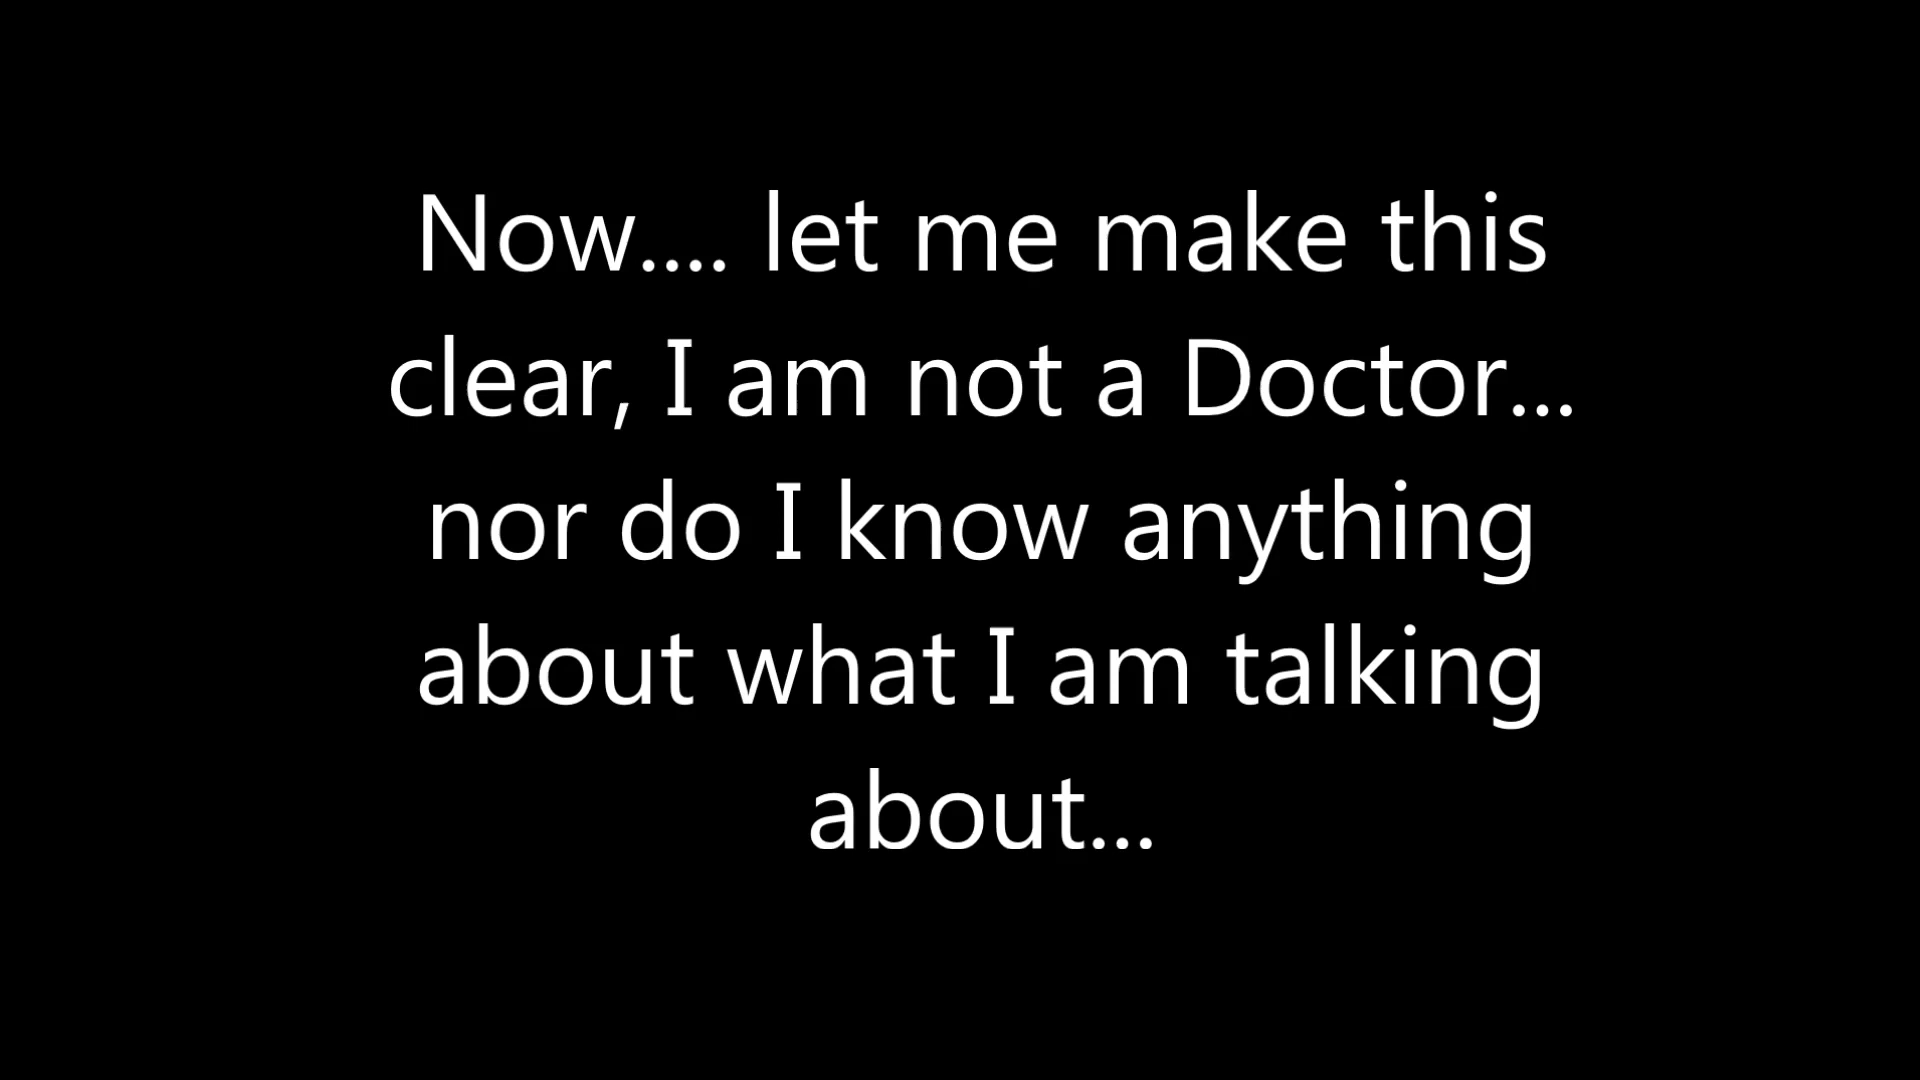 Now.... let me make this
clear, I am not a Doctor...
nor do I know anything
about what I am talking
about...